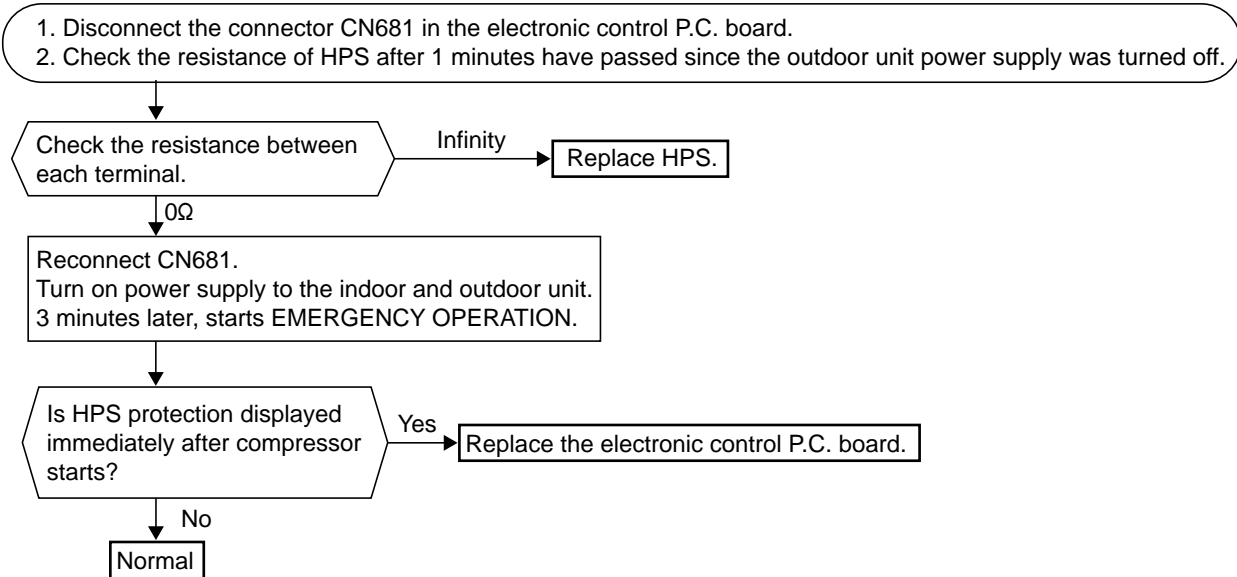 1. Disconnect the connector CN681 in the electronic control P.C. board.
2. Check the resistance of HPS after 1 minutes have passed since the outdoor unit power supply was turned off.
Check the resistance between
each terminal.
Infinity
Replace HPS.
0Ω
Reconnect CN681.
Turn on power supply to the indoor and outdoor unit.
3 minutes later, starts EMERGENCY OPERATION.
Is HPS protection displayed
immediately after compressor
starts?
Yes
Replace the electronic control P.C. board.
No
Normal